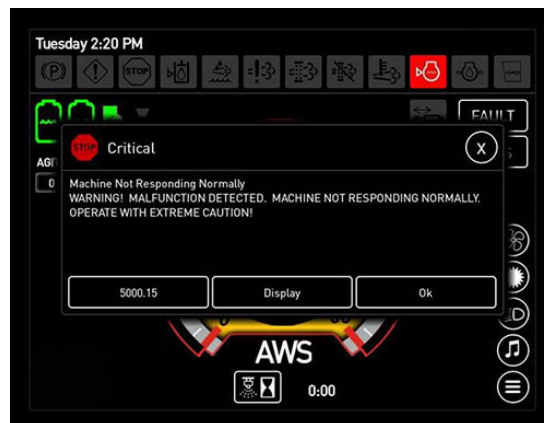 Tuesday 2:20 PM
STOP
FAULT
AGI
0
STOP Critical
X
Machine Not Responding Normally
WARNING! MALFUNCTION DETECTED. MACHINE NOT RESPONDING NORMALLY.
OPERATE WITH EXTREME CAUTION!
5000.15
Display
Ok
AWS
0:00